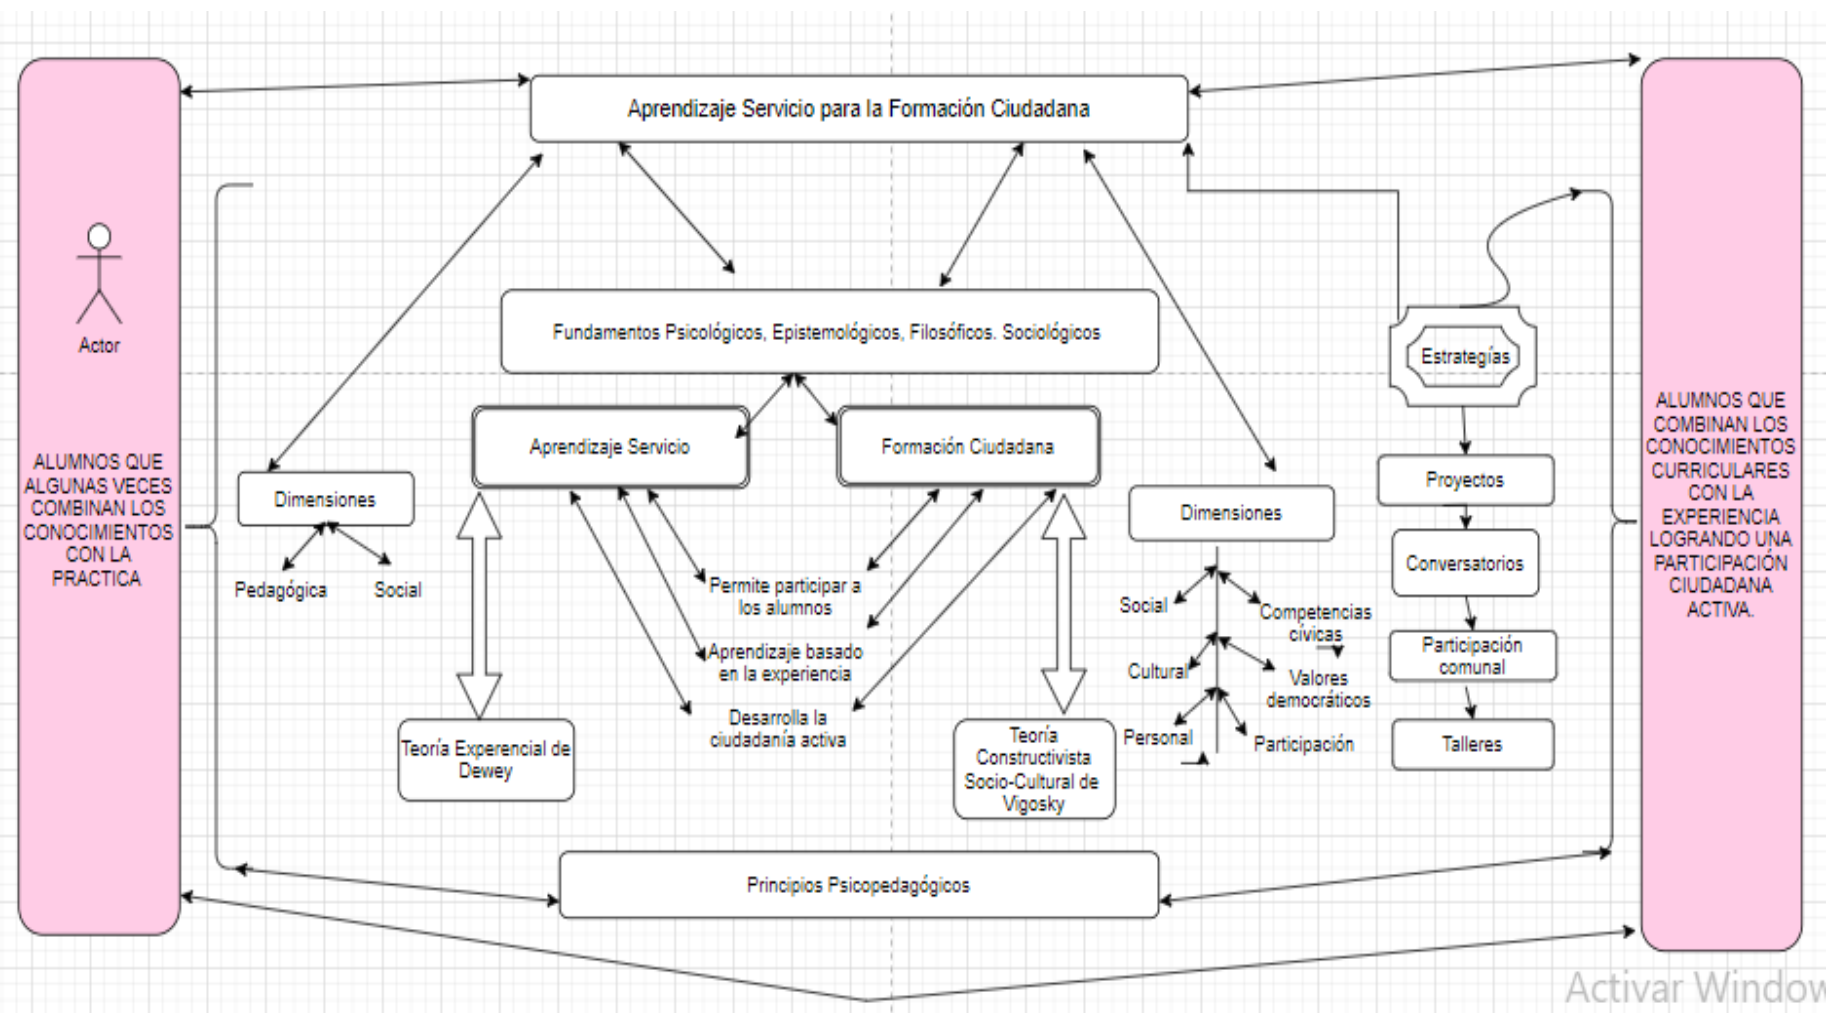 Aprendizaje Servicio para la Formación Ciudadana
Actor
ALUMNOS QUE
ALGUNAS VECES
COMBINAN LOS
CONOCIMIENTOS
CON LA
PRACTICA
Fundamentos Psicológicos, Epistemológicos, Filosóficos. Sociológicos
Aprendizaje Servicio
Formación Ciudadana
Dimensiones
Pedagógica
Social
Permite participar a
los alumnos
Aprendizaje basado
en la experiencia
Desarrolla la
ciudadanía activa
Teoría Experencial de
Dewey
Teoría
Constructivista
Socio-Cultural de
Vigosky
Dimensiones
Social
Competencias
cívicas
Cultural
Valores
democráticos
Personal
Participación
Estrategías
Proyectos
Conversatorios
Participación
comunal
Talleres
ALUMNOS QUE
COMBINAN LOS
CONOCIMIENTOS
CURRICULARES
CON LA
EXPERIENCIA
LOGRANDO UNA
PARTICIPACIÓN
CIUDADANA
ACTIVA.
Principios Psicopedagógicos
Activar Window